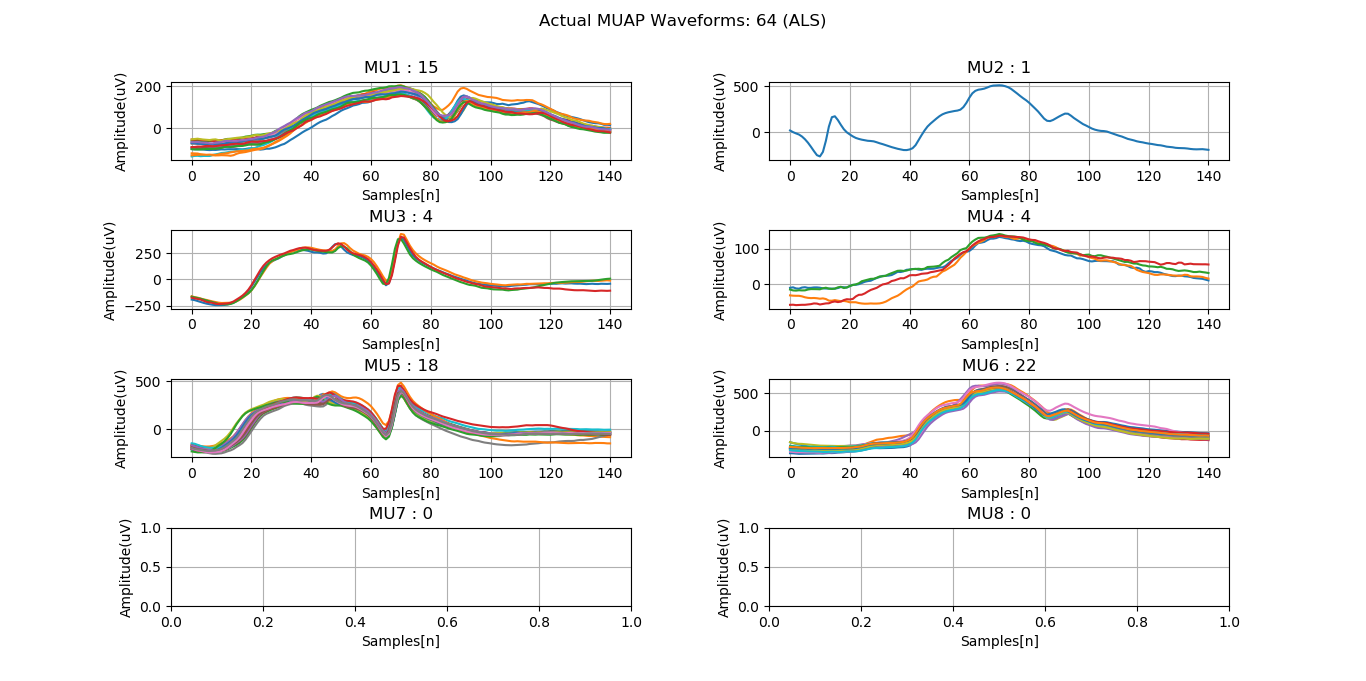 Actual MUAP Waveforms: 64 (ALS)
MU1 : 15
Amplitude(uV)
200
0
0 20 40 60 80 100 120 140
Samples[n]
MU2 : 1
Amplitude(uV)
500
0
0 20 40 60 80 100 120 140
Samples[n]
MU3 : 4
Amplitude(uV)
250
0
−250
0 20 40 60 80 100 120 140
Samples[n]
MU4 : 4
Amplitude(uV)
100
0
0 20 40 60 80 100 120 140
Samples[n]
MU5 : 18
Amplitude(uV)
500
0
0 20 40 60 80 100 120 140
Samples[n]
MU6 : 22
Amplitude(uV)
500
0
0 20 40 60 80 100 120 140
Samples[n]
MU7 : 0
Amplitude(uV)
1.0
0.5
0.0
0.0 0.2 0.4 0.6 0.8 1.0
Samples[n]
MU8 : 0
Amplitude(uV)
1.0
0.5
0.0
0.0 0.2 0.4 0.6 0.8 1.0
Samples[n]